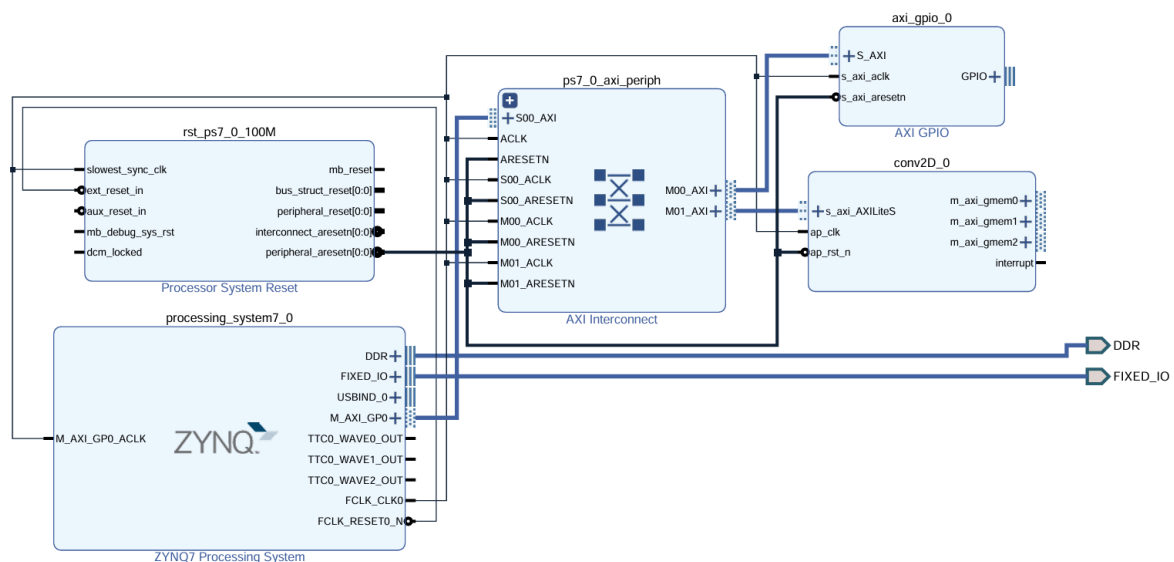 rst_ps7_0_100M
slowest_sync_clk
ext_reset_in
aux_reset_in
mb_debug_sys_rst
dcm_locked
mb_reset
bus_struct_reset[0:0]
peripheral_reset[0:0]
interconnect_aresetn[0:0]
peripheral_aresetn[0:0]
Processor System Reset
processing_system7_0
M_AXI_GP0_ACLK
ZYNQ
DDR
FIXED_IO
USBIND_0
M_AXI_GP0
TTC0_WAVE0_OUT
TTC0_WAVE1_OUT
TTC0_WAVE2_OUT
FCLK_CLK0
FCLK_RESET0_N
ZYNQ7 Processing System
ps7_0_axi_periph
S00_AXI
ACLK
ARESETN
S00_ACLK
S00_ARESETN
M00_ACLK
M00_ARESETN
M01_ACLK
M01_ARESETN
M00_AXI
M01_AXI
AXI Interconnect
axi_gpio_0
S_AXI
s_axi_aclk
s_axi_aresetn
GPIO
AXI GPIO
conv2D_0
s_axi_AXILiteS
ap_clk
ap_rst_n
m_axi_gmem0
m_axi_gmem1
m_axi_gmem2
interrupt
DDR
FIXED_IO